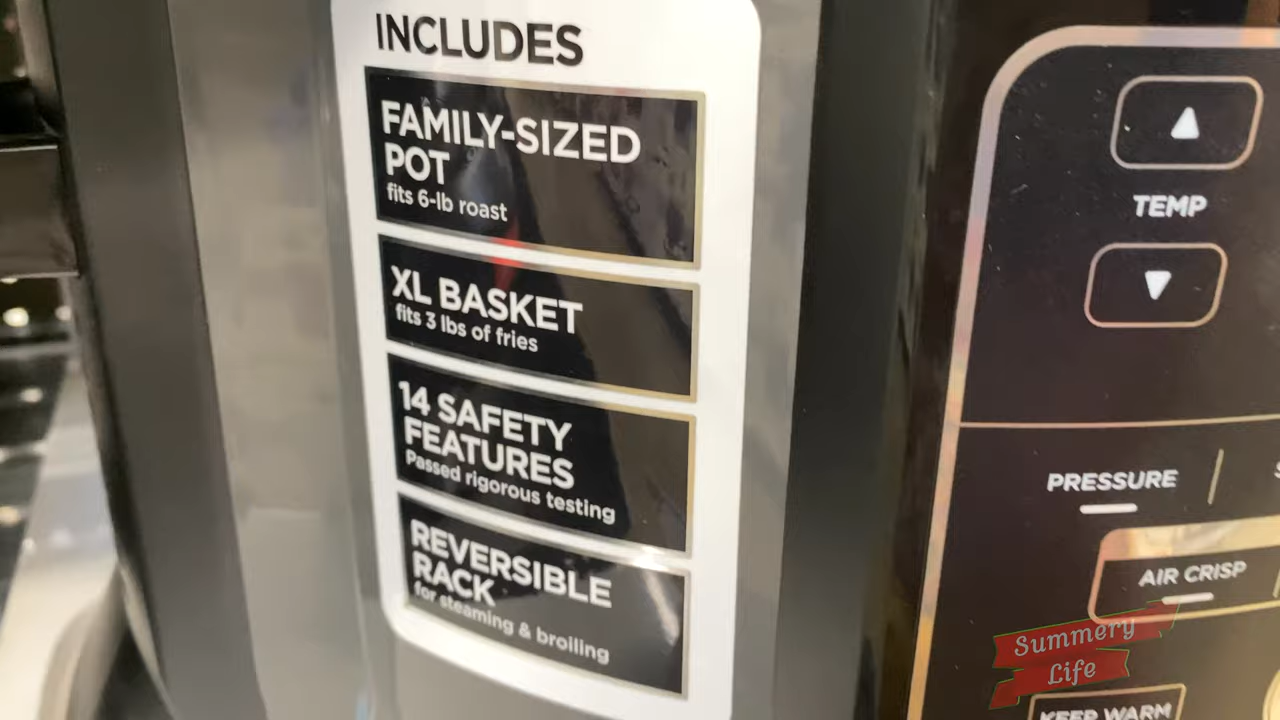 INCLUDES
FAMILY-SIZED
POT
fits 6-lb roast
XL BASKET
fits 3 lbs of fries
14 SAFETY
FEATURES
Passed rigorous testing
REVERSIBLE
RACK
for steaming & broiling
TEMP
PRESSURE
AIR CRISP
KEEP WARM
Summery
Life